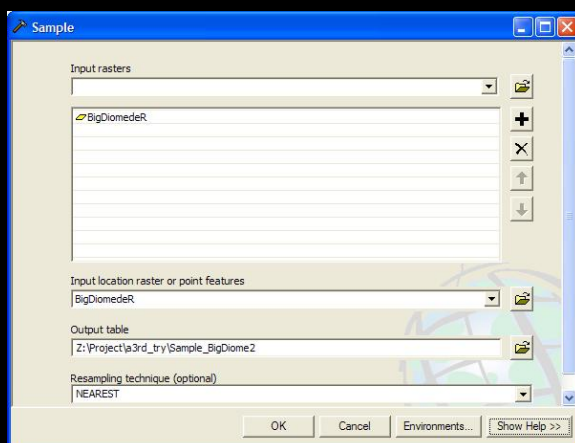 Sample
Input rasters
BigDiomedeR
Input location raster or point features
BigDiomedeR
Output table
Z:\Project\a3rd_try\Sample_BigDiome2
Resampling technique (optional)
NEAREST
OK Cancel Environments... Show Help >>